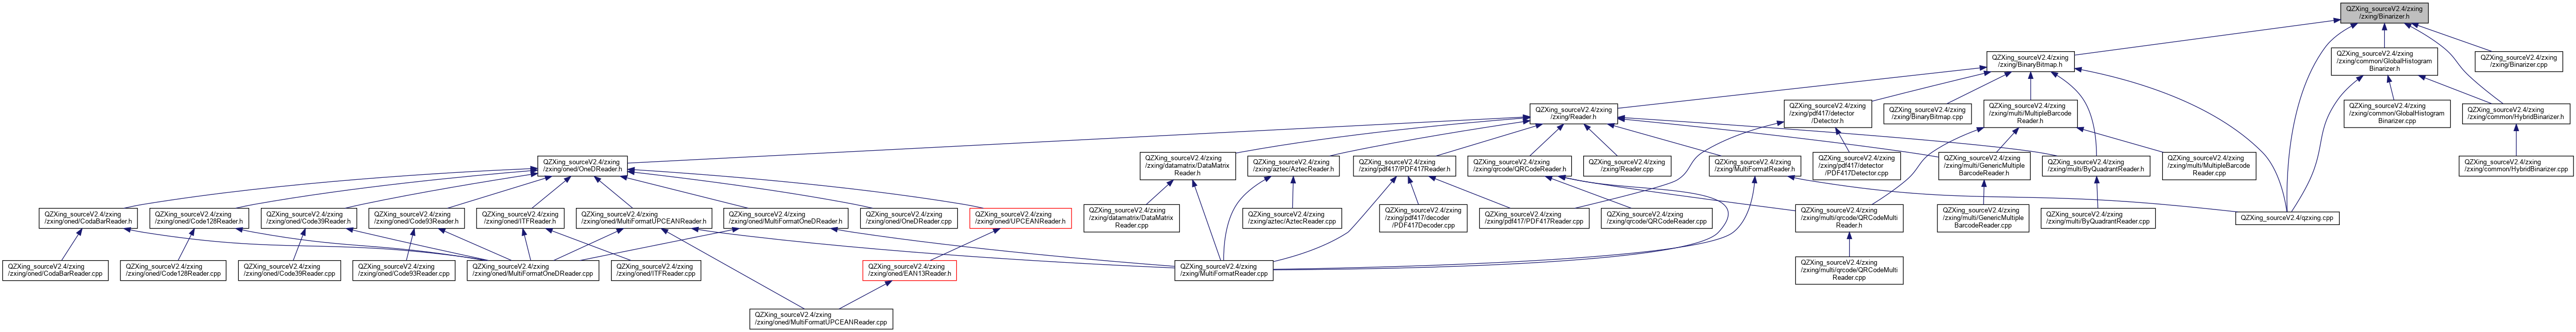 QZXing_sourceV2.4/zxing
/zxing/Binarizer.h
QZXing_sourceV2.4/zxing
/zxing/BinaryBitmap.h
QZXing_sourceV2.4/zxing
/zxing/common/GlobalHistogram
Binarizer.h
QZXing_sourceV2.4/zxing
/zxing/Binarizer.cpp
QZXing_sourceV2.4/zxing
/zxing/Reader.h
QZXing_sourceV2.4/zxing
/zxing/pdf417/detector
/Detector.h
QZXing_sourceV2.4/zxing
/zxing/BinaryBitmap.cpp
QZXing_sourceV2.4/zxing
/zxing/multi/MultipleBarcode
Reader.h
QZXing_sourceV2.4/zxing
/zxing/common/GlobalHistogram
Binarizer.cpp
QZXing_sourceV2.4/zxing
/zxing/common/HybridBinarizer.h
QZXing_sourceV2.4/zxing
/zxing/oned/OneDReader.h
QZXing_sourceV2.4/zxing
/zxing/datamatrix/DataMatrix
Reader.h
QZXing_sourceV2.4/zxing
/zxing/aztec/AztecReader.h
QZXing_sourceV2.4/zxing
/zxing/pdf417/PDF417Reader.h
QZXing_sourceV2.4/zxing
/zxing/qrcode/QRCodeReader.h
QZXing_sourceV2.4/zxing
/zxing/Reader.cpp
QZXing_sourceV2.4/zxing
/zxing/MultiFormatReader.h
QZXing_sourceV2.4/zxing
/zxing/pdf417/detector
/PDF417Detector.cpp
QZXing_sourceV2.4/zxing
/zxing/multi/GenericMultiple
BarcodeReader.h
QZXing_sourceV2.4/zxing
/zxing/multi/ByQuadrantReader.h
QZXing_sourceV2.4/zxing
/zxing/multi/MultipleBarcode
Reader.cpp
QZXing_sourceV2.4/zxing
/zxing/common/HybridBinarizer.cpp
QZXing_sourceV2.4/zxing
/zxing/oned/CodaBarReader.h
QZXing_sourceV2.4/zxing
/zxing/oned/Code128Reader.h
QZXing_sourceV2.4/zxing
/zxing/oned/Code39Reader.h
QZXing_sourceV2.4/zxing
/zxing/oned/Code93Reader.h
QZXing_sourceV2.4/zxing
/zxing/oned/ITFReader.h
QZXing_sourceV2.4/zxing
/zxing/oned/MultiFormatUPCEANReader.h
QZXing_sourceV2.4/zxing
/zxing/oned/MultiFormatOneDReader.h
QZXing_sourceV2.4/zxing
/zxing/oned/OneDReader.cpp
QZXing_sourceV2.4/zxing
/zxing/oned/UPCEANReader.h
QZXing_sourceV2.4/zxing
/zxing/datamatrix/DataMatrix
Reader.cpp
QZXing_sourceV2.4/zxing
/zxing/aztec/AztecReader.cpp
QZXing_sourceV2.4/zxing
/zxing/pdf417/decoder
/PDF417Decoder.cpp
QZXing_sourceV2.4/zxing
/zxing/pdf417/PDF417Reader.cpp
QZXing_sourceV2.4/zxing
/zxing/qrcode/QRCodeReader.cpp
QZXing_sourceV2.4/zxing
/zxing/multi/qrcode/QRCodeMulti
Reader.h
QZXing_sourceV2.4/zxing
/zxing/multi/GenericMultiple
BarcodeReader.cpp
QZXing_sourceV2.4/zxing
/zxing/multi/ByQuadrantReader.cpp
QZXing_sourceV2.4/qzxing.cpp
QZXing_sourceV2.4/zxing
/zxing/oned/CodaBarReader.cpp
QZXing_sourceV2.4/zxing
/zxing/oned/Code128Reader.cpp
QZXing_sourceV2.4/zxing
/zxing/oned/Code39Reader.cpp
QZXing_sourceV2.4/zxing
/zxing/oned/Code93Reader.cpp
QZXing_sourceV2.4/zxing
/zxing/oned/MultiFormatOneDReader.cpp
QZXing_sourceV2.4/zxing
/zxing/oned/ITFReader.cpp
QZXing_sourceV2.4/zxing
/zxing/oned/EAN13Reader.h
QZXing_sourceV2.4/zxing
/zxing/MultiFormatReader.cpp
QZXing_sourceV2.4/zxing
/zxing/multi/qrcode/QRCodeMulti
Reader.cpp
QZXing_sourceV2.4/zxing
/zxing/oned/MultiFormatUPCEANReader.cpp